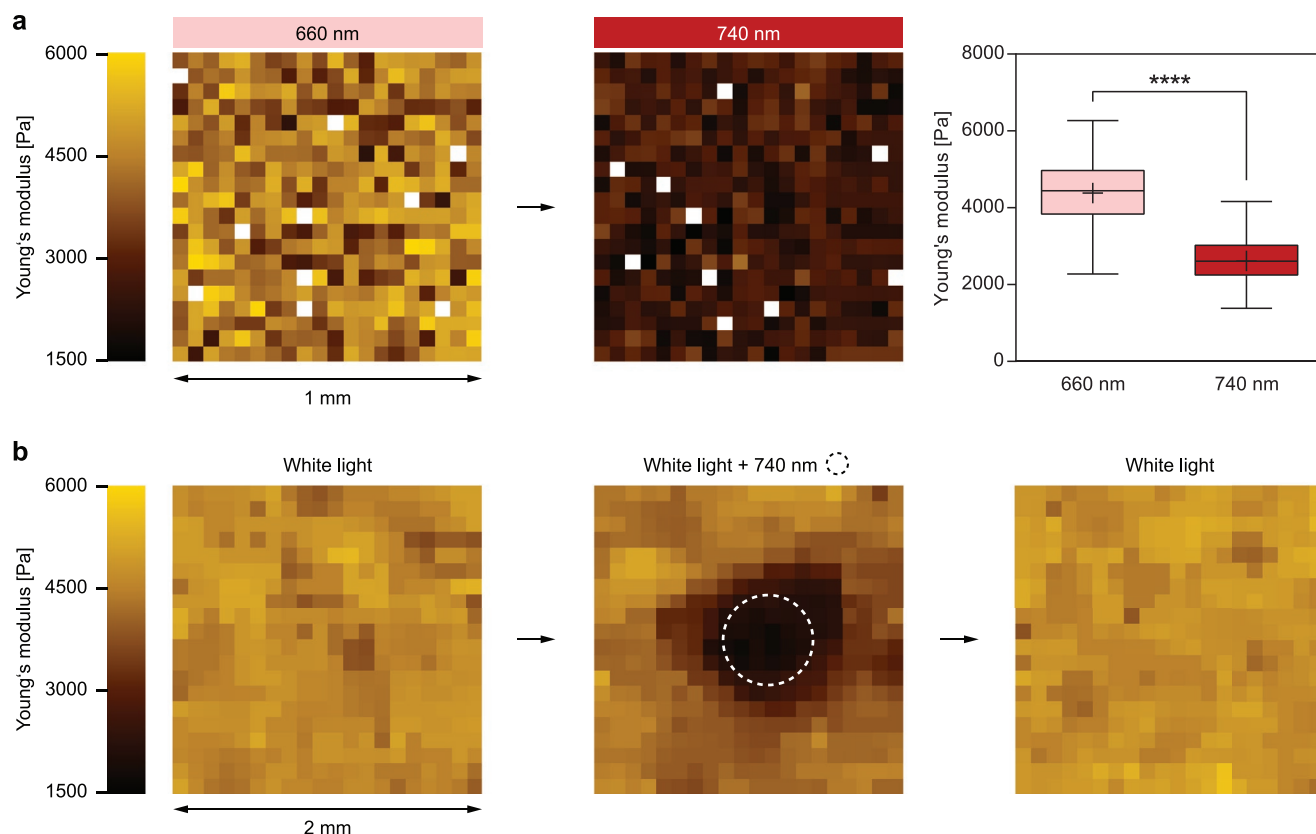 a
660 nm
740 nm
Young's modulus [Pa]
6000
4500
3000
1500
1 mm
Young's modulus [Pa]
8000
6000
4000
2000
0
****
660 nm
740 nm
b
White light
White light + 740 nm
White light
Young's modulus [Pa]
6000
4500
3000
1500
2 mm